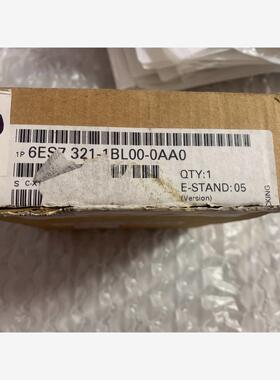 1P 6ES7 321-1BL00-0AA0
QTY:1
S C-X
E-STAND:05
(Version)